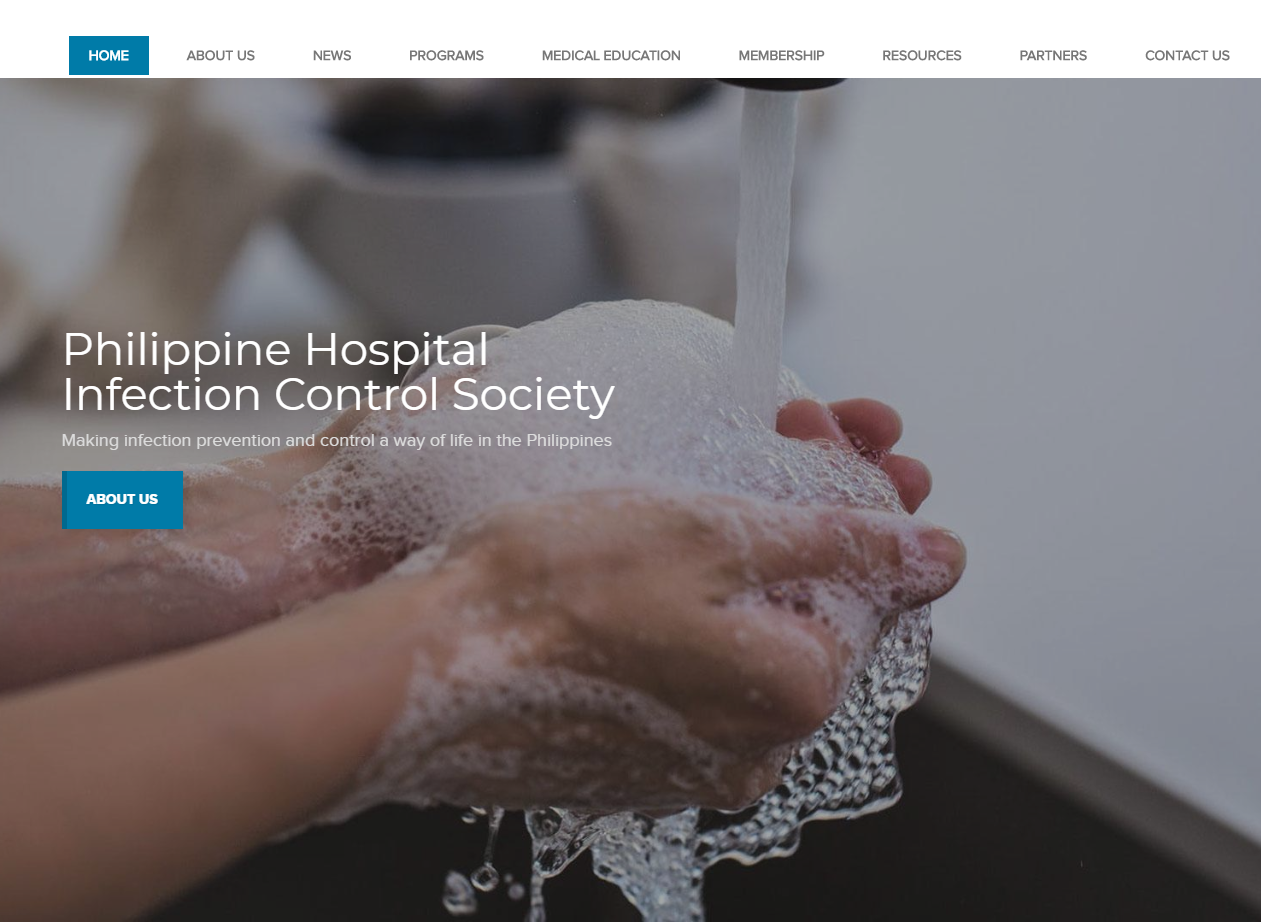 HOME ABOUT US NEWS PROGRAMS MEDICAL EDUCATION MEMBERSHIP RESOURCES PARTNERS CONTACT US
Philippine Hospital
Infection Control Society
Making infection prevention and control a way of life in the Philippines
ABOUT US